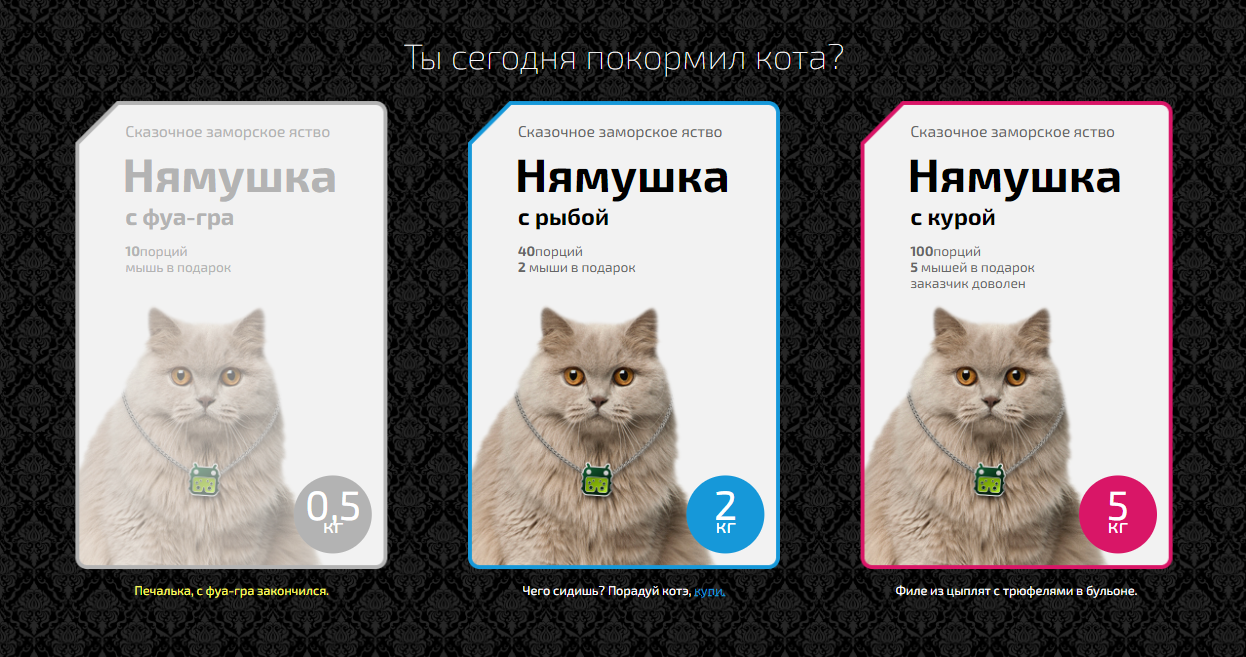 Ты сегодня покормил кота?
Сказочное заморское яство
Нямушка
с фуа-гра
10порций
мышь в подарок
0,5
кг
Печалька, с фуа-гра закончился.
Сказочное заморское яство
Нямушка
с рыбой
40порций
2 мыши в подарок
2
кг
Чего сидишь? Порадуй котэ, купи.
Сказочное заморское яство
Нямушка
с курой
100порций
5 мышей в подарок
заказчик доволен
5
кг
Филе из цыплят с трюфелями в бульоне.